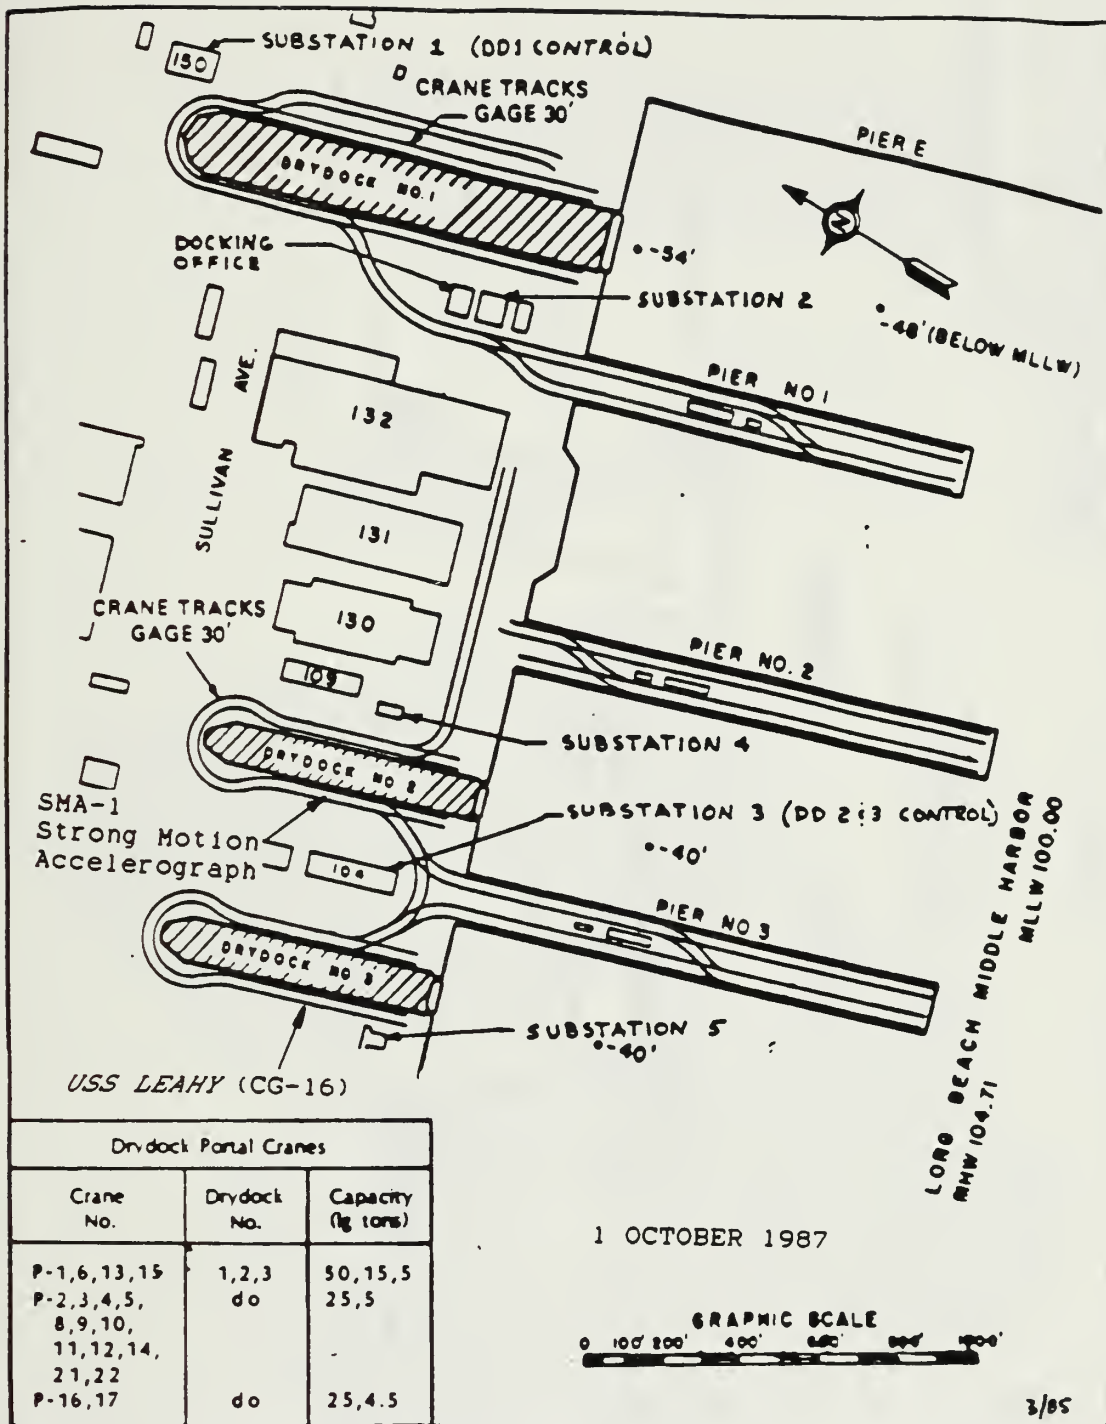 SUBSTATION 1 (DD1 CONTROL)
150
CRANE TRACKS
GAGE 30'
PIER E
DRYDOCK NO.1
N
-54'
DOCKING
OFFICE
SUBSTATION 2
-48' (BELOW MLLW)
PIER NO 1
SULLIVAN AVE.
132
131
130
109
CRANE TRACKS
GAGE 30'
PIER NO. 2
SUBSTATION 4
DRYDOCK NO 2
SMA-1
Strong Motion
Accelerograph
SUBSTATION 3 (DD 2 & 3 CONTROL)
-40'
104
PIER NO 3
DRYDOCK NO 3
SUBSTATION 5
-40'
USS LEAHY (CG-16)
LONG BEACH MIDDLE HARBOR
MHW 104.71 MLLW 100.00
Drydock Portal Cranes
Crane No. Drydock No. Capacity (lg tons)
P-1,6,13,15 1,2,3 50,15,5
P-2,3,4,5, do 25,5
8,9,10,
11,12,14,
21,22
P-16,17 do 25,4.5
1 OCTOBER 1987
GRAPHIC SCALE
0 100' 200' 400' 600' 800' 1000'
3/85